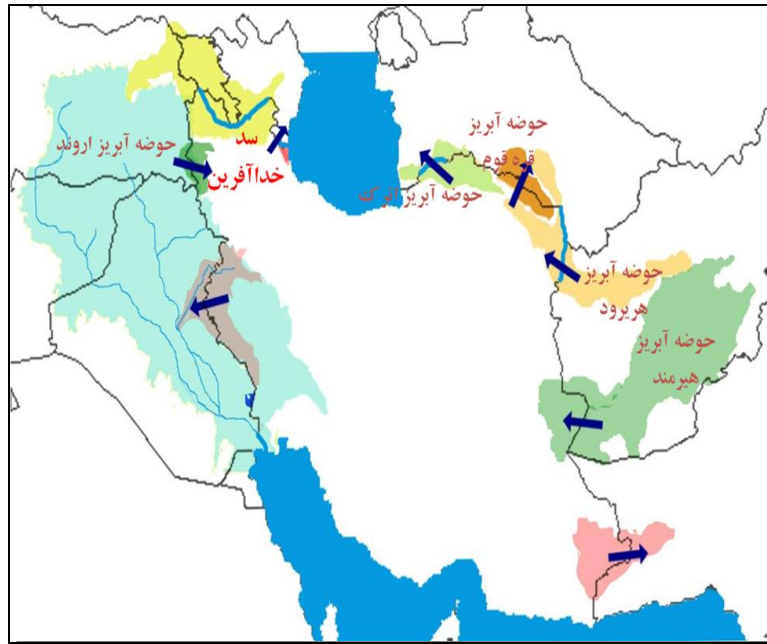 حوضه آبریز
قره قوم
حوضه آبریز اروند
سد
خداآفرین
حوضه آبریز اترک
حوضه آبریز
هریرود
حوضه آبریز
هیرمند